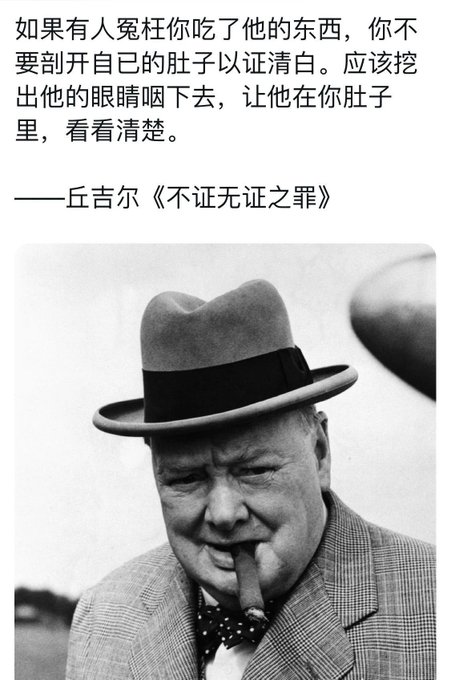 如果有人冤枉你吃了他的东西，你不
要剖开自已的肚子以证清白。应该挖
出他的眼睛咽下去，让他在你肚子
里，看看清楚。
——丘吉尔《不证无证之罪》